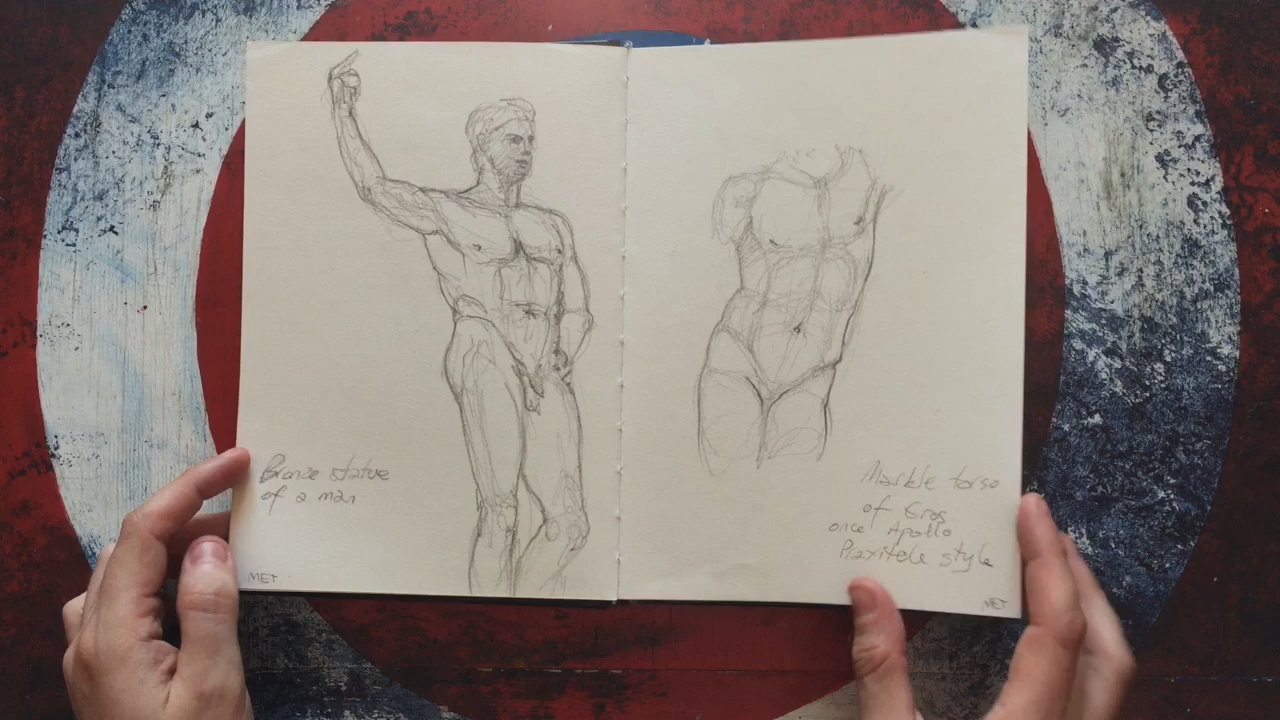 Bronze statue
of a man
MET
Marble torso
of Eros
once Apollo
Praxitele style
MET